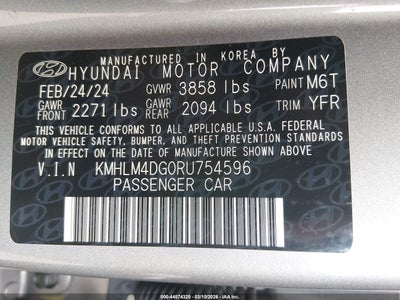 MANUFACTURED IN KOREA BY
HYUNDAI MOTOR COMPANY
FEB/24/24 GVWR 3858 lbs PAINT M6T
GAWR FRONT 2271 lbs GAWR REAR 2094 lbs TRIM YFR
THIS VEHICLE CONFORMS TO ALL APPLICABLE U.S.A. FEDERAL
MOTOR VEHICLE SAFETY, BUMPER, AND THEFT PREVENTION STANDARDS
IN EFFECT ON THE DATE OF MANUFACTURE SHOWN ABOVE.
V.I.N KMHLM4DG0RU754596
PASSENGER CAR
000-44874320 - 03/10/2026 - IAA Inc.